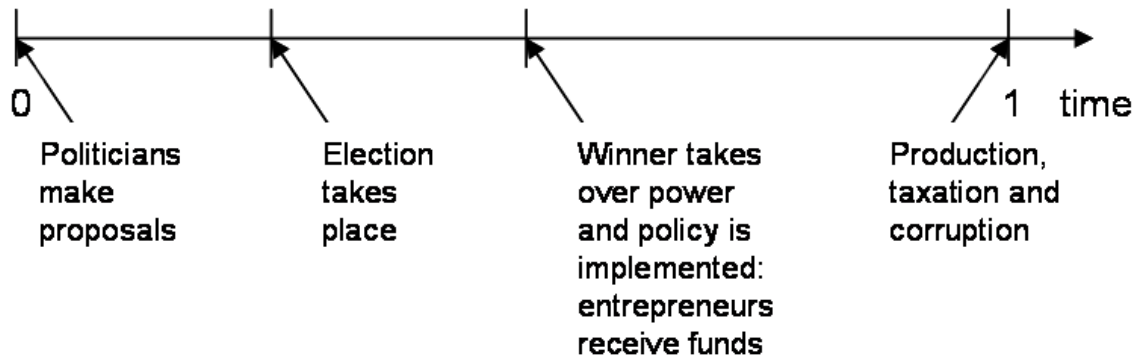 0
1 time
Politicians
make
proposals
Election
takes
place
Winner takes
over power
and policy is
implemented:
entrepreneurs
receive funds
Production,
taxation and
corruption